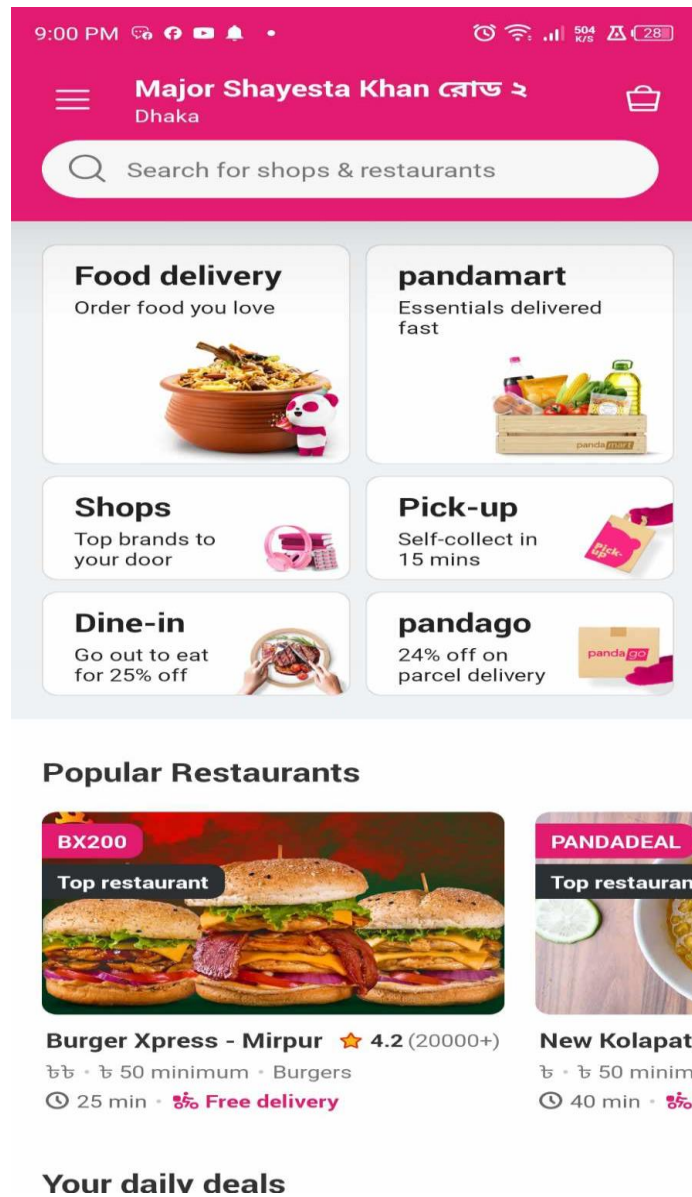 9:00 PM 504 K/S 28
Major Shayesta Khan রোড ২
Dhaka
Search for shops & restaurants
Food delivery
Order food you love
pandamart
Essentials delivered
fast
panda mart
Shops
Top brands to
your door
Pick-up
Self-collect in
15 mins
Pick-
up
Dine-in
Go out to eat
for 25% off
pandago
24% off on
parcel delivery
panda go
Popular Restaurants
BX200
Top restaurant
PANDADEAL
Top restauran
Burger Xpress - Mirpur 4.2 (20000+)
৳৳ · ৳ 50 minimum · Burgers
25 min · Free delivery
New Kolapat
৳ · ৳ 50 minim
40 min ·
Your daily deals